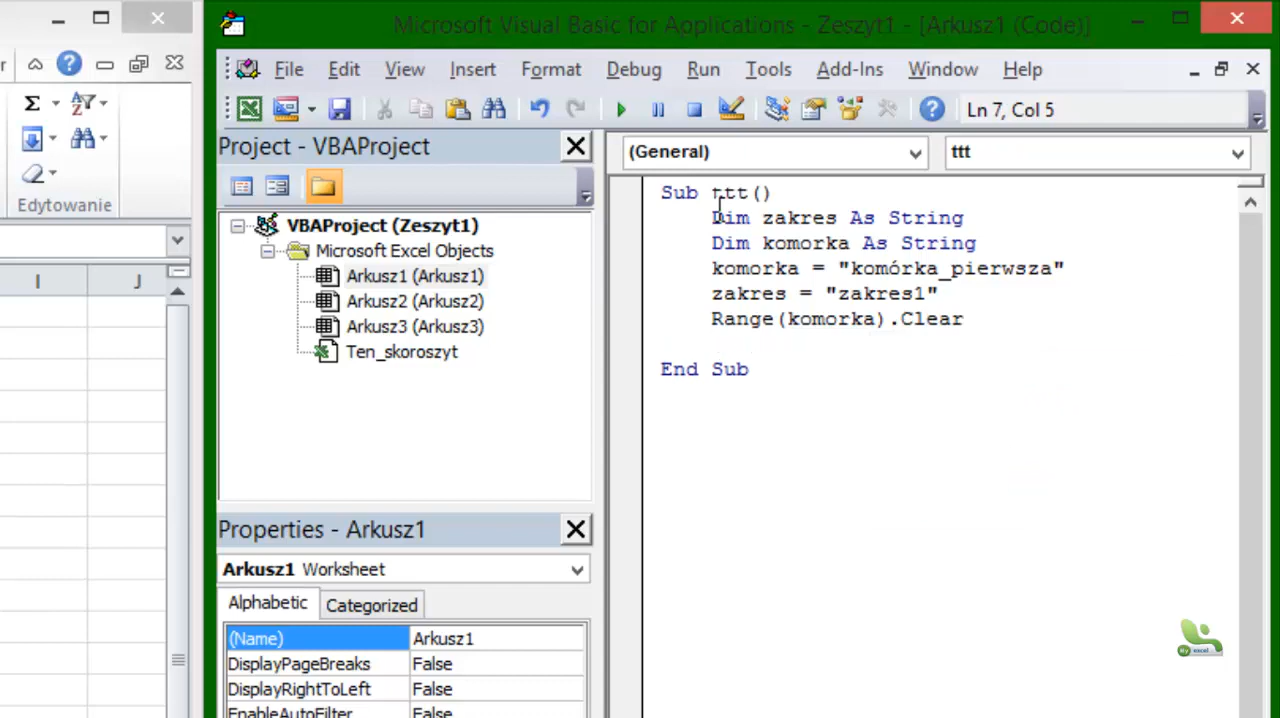 Microsoft Visual Basic for Applications - Zeszyt1 - [Arkusz1 (Code)]
File Edit View Insert Format Debug Run Tools Add-Ins Window Help
Ln 7, Col 5
Edytowanie
I J
Project - VBAProject
VBAProject (Zeszyt1)
Microsoft Excel Objects
Arkusz1 (Arkusz1)
Arkusz2 (Arkusz2)
Arkusz3 (Arkusz3)
Ten_skoroszyt
Properties - Arkusz1
Arkusz1 Worksheet
Alphabetic Categorized
(Name) Arkusz1
DisplayPageBreaks False
DisplayRightToLeft False
EnableAutoFilter False
(General) ttt
Sub ttt()
Dim zakres As String
Dim komorka As String
komorka = "komórka_pierwsza"
zakres = "zakres1"
Range(komorka).Clear
End Sub
My excel